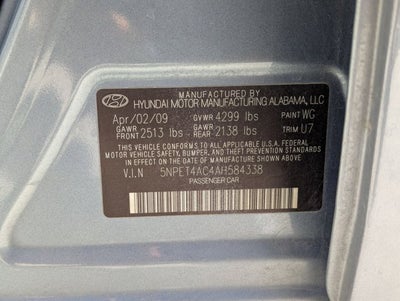 MANUFACTURED BY
HYUNDAI MOTOR MANUFACTURING ALABAMA, LLC
Apr/02/09 GVWR 4299 lbs PAINT WG
GAWR FRONT 2513 lbs GAWR REAR 2138 lbs TRIM U7
THIS VEHICLE CONFORMS TO ALL APPLICABLE U.S.A FEDERAL
MOTOR VEHICLE SAFETY, BUMPER, AND THEFT PREVENTION
STANDARDS IN EFFECT ON THE DATE OF MANUFACTURE SHOWN ABOVE.
V.I.N 5NPET4AC4AH584338
PASSENGER CAR